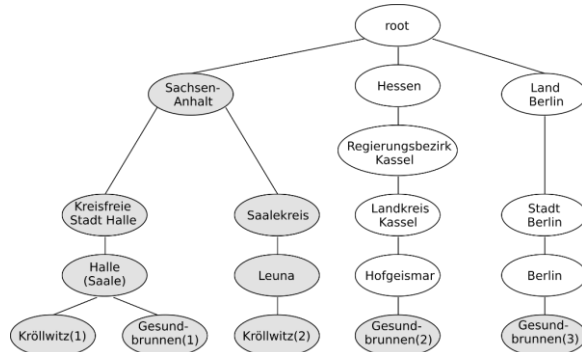 root
Sachsen-
Anhalt
Hessen
Land
Berlin
Regierungsbezirk
Kassel
Kreisfreie
Stadt Halle
Saalekreis
Landkreis
Kassel
Stadt
Berlin
Halle
(Saale)
Leuna
Hofgeismar
Berlin
Kröllwitz(1)
Gesund-
brunnen(1)
Kröllwitz(2)
Gesund-
brunnen(2)
Gesund-
brunnen(3)